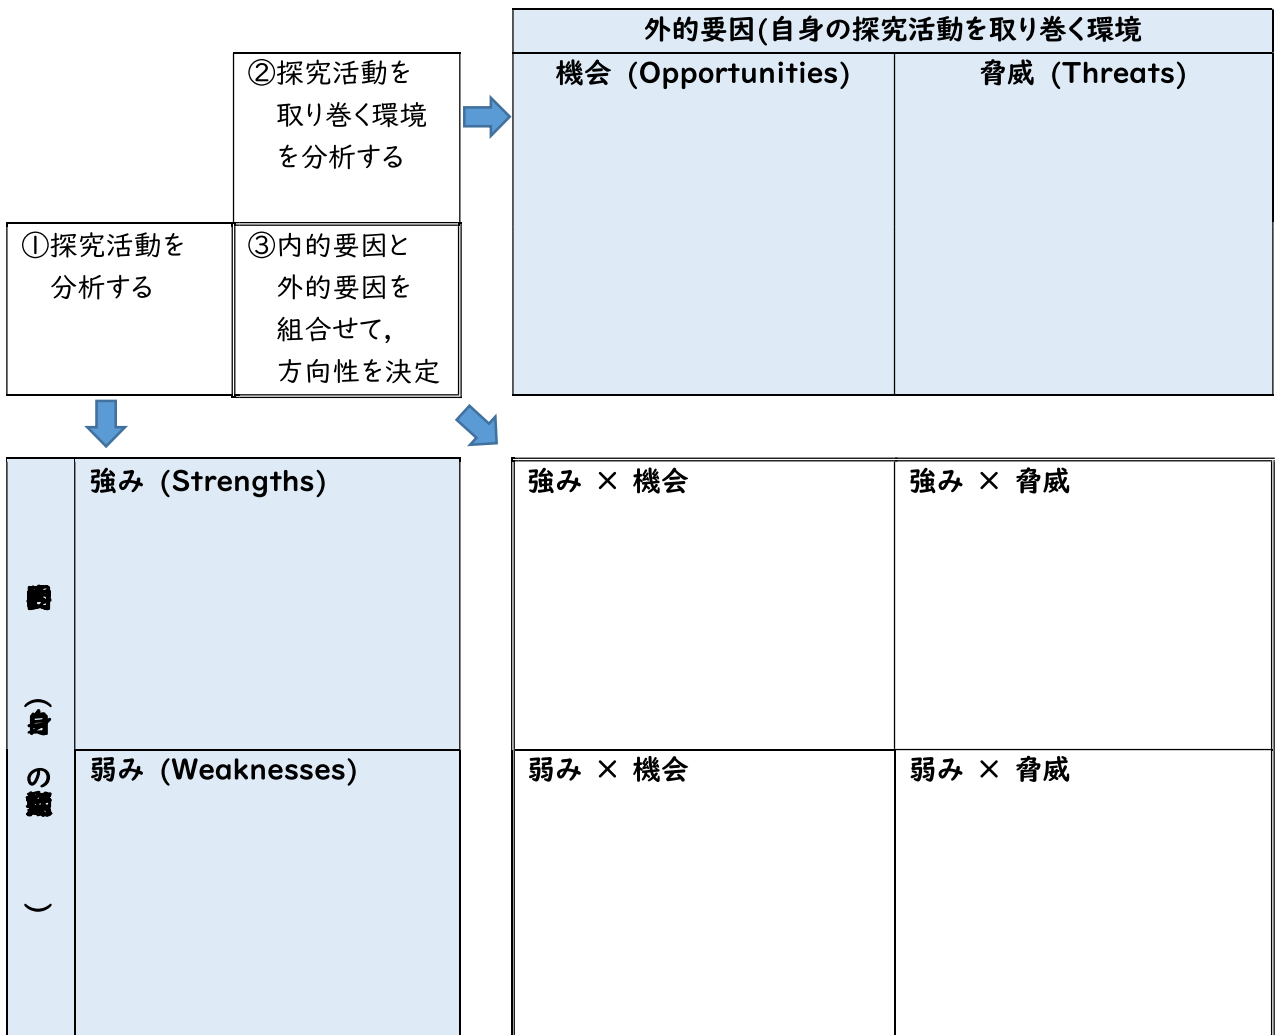 外的要因(自身の探究活動を取り巻く環境
機会 (Opportunities)
脅威 (Threats)
②探究活動を
取り巻く環境
を分析する
①探究活動を
分析する
③内的要因と
外的要因を
組合せて,
方向性を決定
強み (Strengths)
強み × 機会
強み × 脅威
弱み (Weaknesses)
弱み × 機会
弱み × 脅威